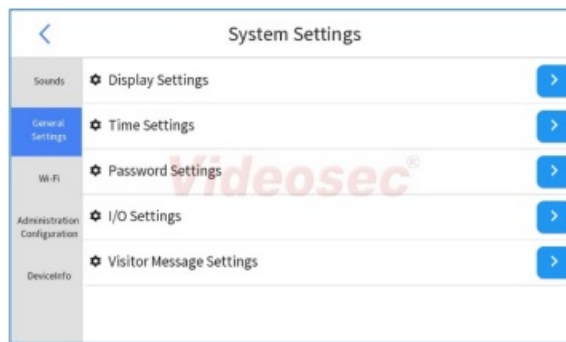 System Settings
Sounds
General
Settings
Wi-Fi
Administration
Configuration
DeviceInfo
Display Settings
Time Settings
Password Settings
I/O Settings
Visitor Message Settings
Videosec®